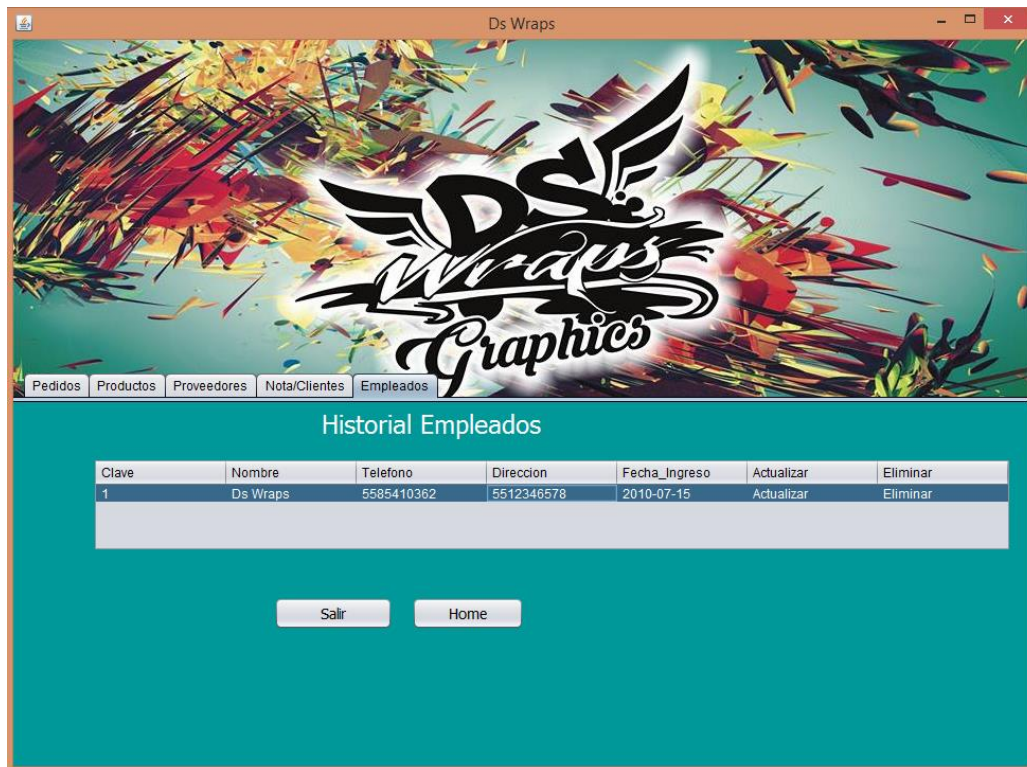 Ds Wraps
DS
Wraps
Graphics
Pedidos Productos Proveedores Nota/Clientes Empleados
Historial Empleados
Clave Nombre Telefono Direccion Fecha_Ingreso Actualizar Eliminar
1 Ds Wraps 5585410362 5512346578 2010-07-15 Actualizar Eliminar
Salir Home